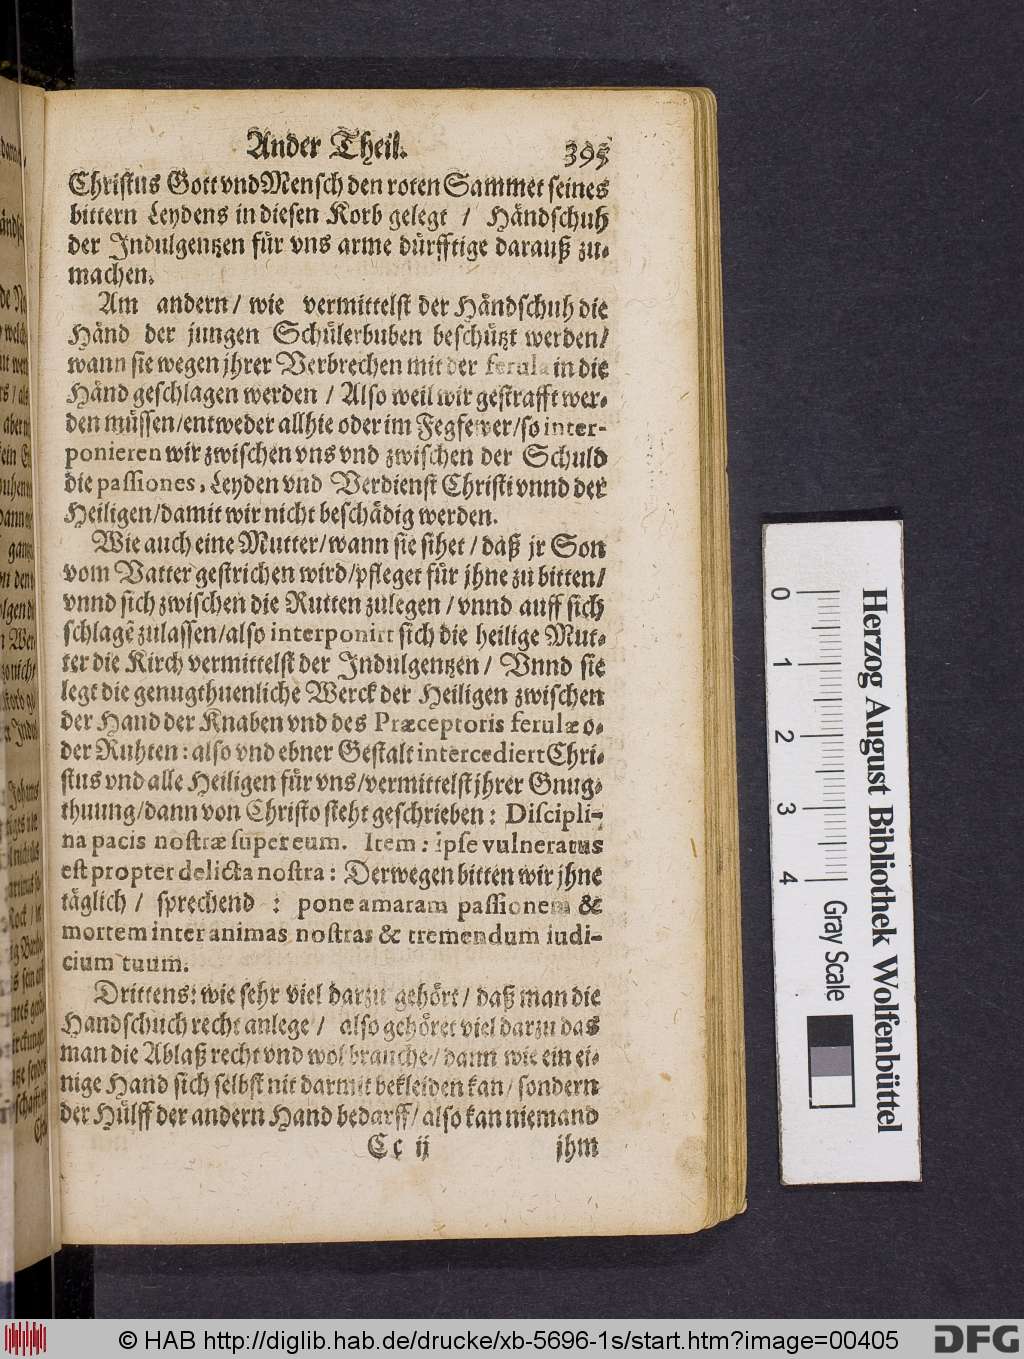 Ander Theil. 395
Christus Gott vnd Mensch den roten Sammet seines
bittern Leydens in diesen Korb gelegt / Händschuh
der Indulgentzen für vns arme dürfftige darauß zu-
machen.
Am andern / wie vermittelst der Händschuh die
Händ der jungen Schülerbuben beschützt werden /
wann sie wegen jhrer Verbrechen mit der ferula in die
Händ geschlagen werden / Also weil wir gestrafft wer-
den müssen / entweder allhie oder im Fegfewer / so inter-
ponieren wir zwischen vns vnd zwischen der Schuld
die passiones, Leyden vnd Verdienst Christi vnnd der
Heiligen / damit wir nicht beschädig werden.
Wie auch eine Mutter / wann sie sihet / daß jr Son
vom Vatter gestrichen wird / pfleget für jhne zu bitten /
vnnd sich zwischen die Rutten zulegen / vnnd auff sich
schlagẽ zulassen / also interponirt sich die heilige Mut-
ter die Kirch vermittelst der Indulgentzen / Vnnd sie
legt die genugthuenliche Werck der Heiligen zwischen
der Hand der Knaben vnd des Præceptoris ferulæ o-
der Ruhten: also vnd ebner Gestalt intercediert Chri-
stus vnd alle Heiligen für vns / vermittelst jhrer Gnug-
thuung / dann von Christo steht geschrieben: Discipli-
na pacis nostræ super eum. Item: ipse vulneratus
est propter delicta nostra: Derwegen bitten wir jhne
täglich / sprechend : pone amaram passionem &
mortem inter animas nostras & tremendum iudi-
cium tuum.
Drittens: wie sehr viel darzu gehört / daß man die
Handschuch recht anlege / also gehöret viel darzu das
man die Ablaß recht vnd wol brauche / dann wie ein ei-
nige Hand sich selbst nit darmit bekleiden kan / sondern
der Hülff der andern Hand bedarff / also kan niemand
Cc ij jhm
Herzog August Bibliothek Wolfenbüttel
0 1 2 3 4 Gray Scale
© HAB http://diglib.hab.de/drucke/xb-5696-1s/start.htm?image=00405
DFG